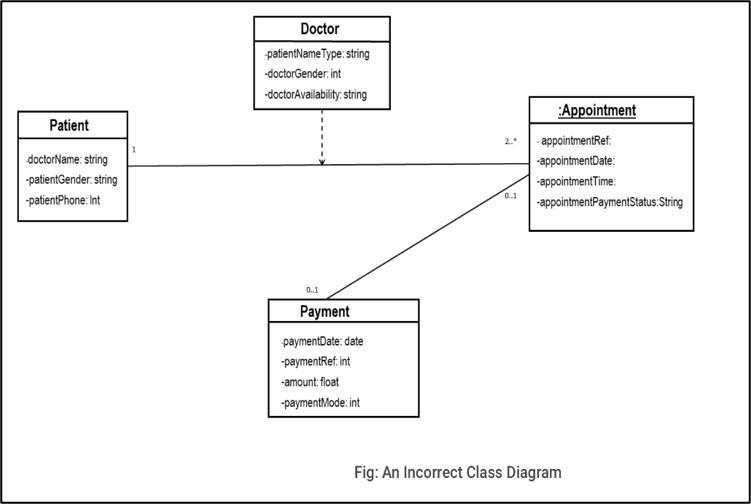 Doctor
-patientNameType: string
-doctorGender: int
-doctorAvailability: string
Patient
-doctorName: string
-patientGender: string
-patientPhone: Int
1
2..*
:Appointment
- appointmentRef:
-appointmentDate:
-appointmentTime:
-appointmentPaymentStatus:String
0..1
0..1
Payment
-paymentDate: date
-paymentRef: int
-amount: float
-paymentMode: int
Fig: An Incorrect Class Diagram